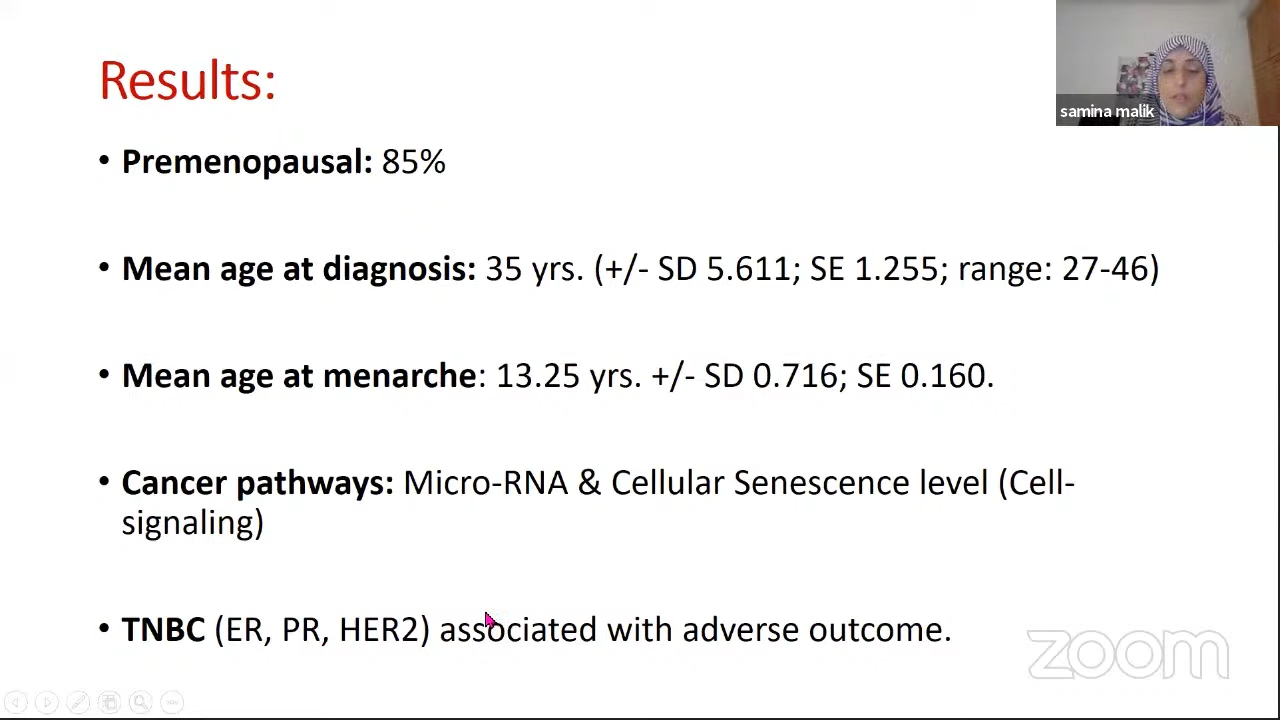 Results:
samina malik
• Premenopausal: 85%
• Mean age at diagnosis: 35 yrs. (+/- SD 5.611; SE 1.255; range: 27-46)
• Mean age at menarche: 13.25 yrs. +/- SD 0.716; SE 0.160.
• Cancer pathways: Micro-RNA & Cellular Senescence level (Cell-
signaling)
• TNBC (ER, PR, HER2) associated with adverse outcome.
zoom